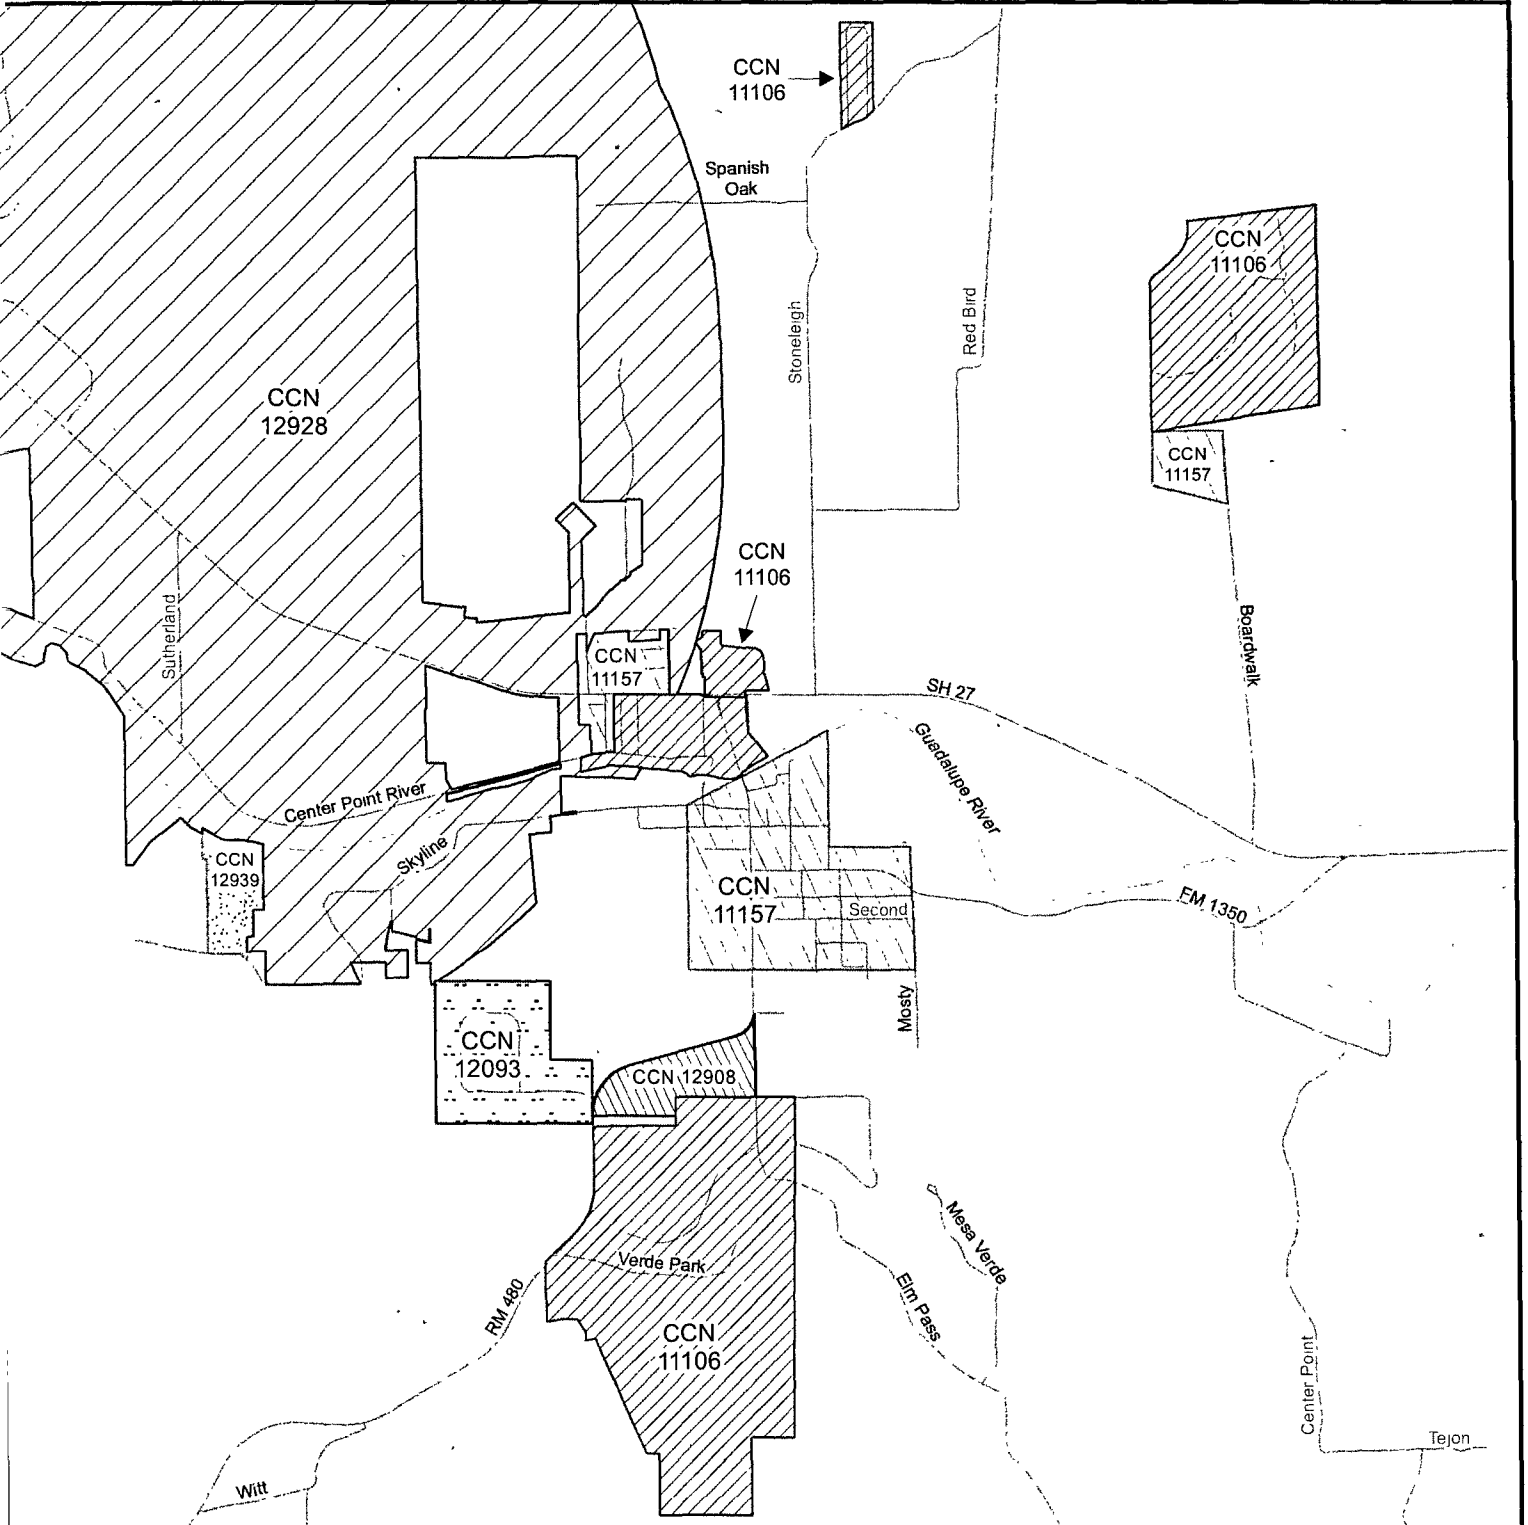 CCN
11106
Spanish
Oak
CCN
11106
Stoneleigh
Red Bird
CCN
12928
CCN
11157
CCN
11106
Sutherland
Boardwalk
CCN
11157
SH 27
Guadalupe River
Center Point River
Skyline
CCN
12939
CCN
11157
Second
FM 1350
Mosty
CCN
12093
CCN 12908
Mesa Verde
Verde Park
Elm Pass
RM 480
CCN
11106
Center Point
Tejon
Witt